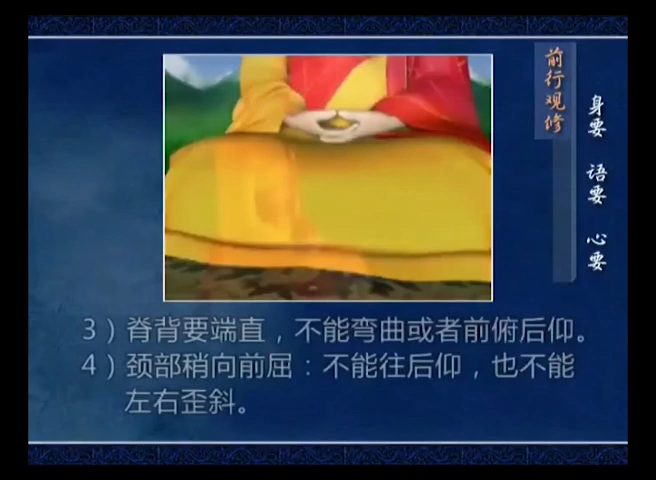 前行观修
身要 语要 心要
3）脊背要端直，不能弯曲或者前俯后仰。
4）颈部稍向前屈：不能往后仰，也不能
左右歪斜。